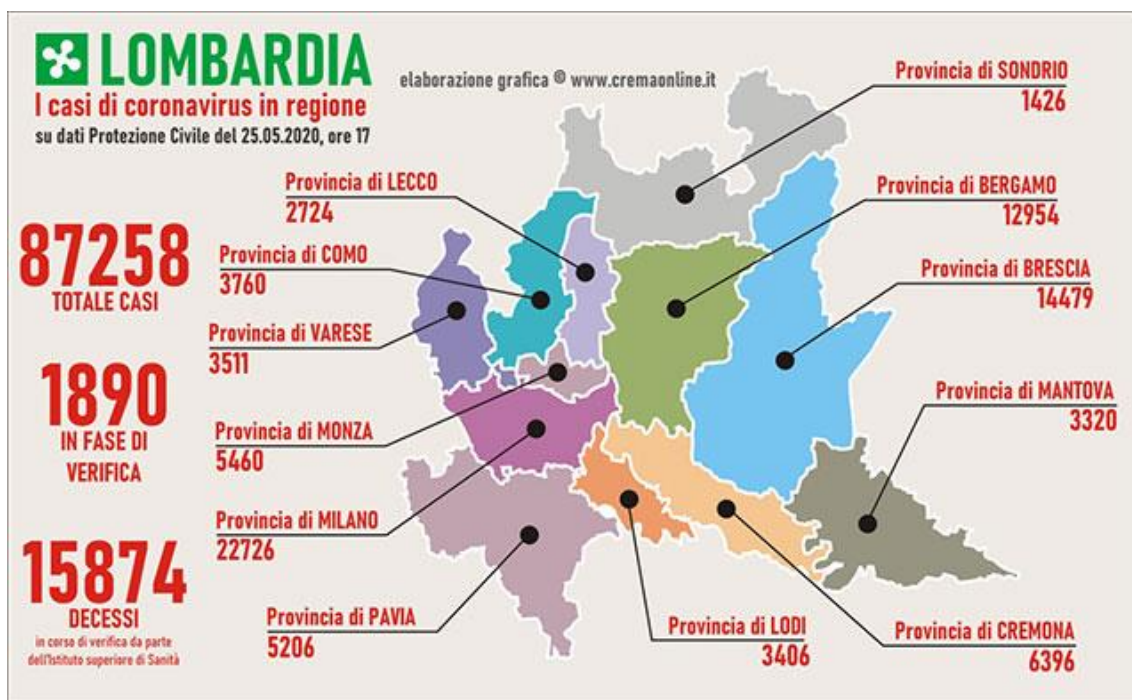 LOMBARDIA
I casi di coronavirus in regione
su dati Protezione Civile del 25.05.2020, ore 17
elaborazione grafica © www.cremaonline.it
87258
TOTALE CASI
1890
IN FASE DI
VERIFICA
15874
DECESSI
in corso di verifica da parte
dell'Istituto superiore di Sanità
Provincia di SONDRIO
1426
Provincia di LECCO
2724
Provincia di BERGAMO
12954
Provincia di COMO
3760
Provincia di BRESCIA
14479
Provincia di VARESE
3511
Provincia di MANTOVA
3320
Provincia di MONZA
5460
Provincia di MILANO
22726
Provincia di PAVIA
5206
Provincia di LODI
3406
Provincia di CREMONA
6396